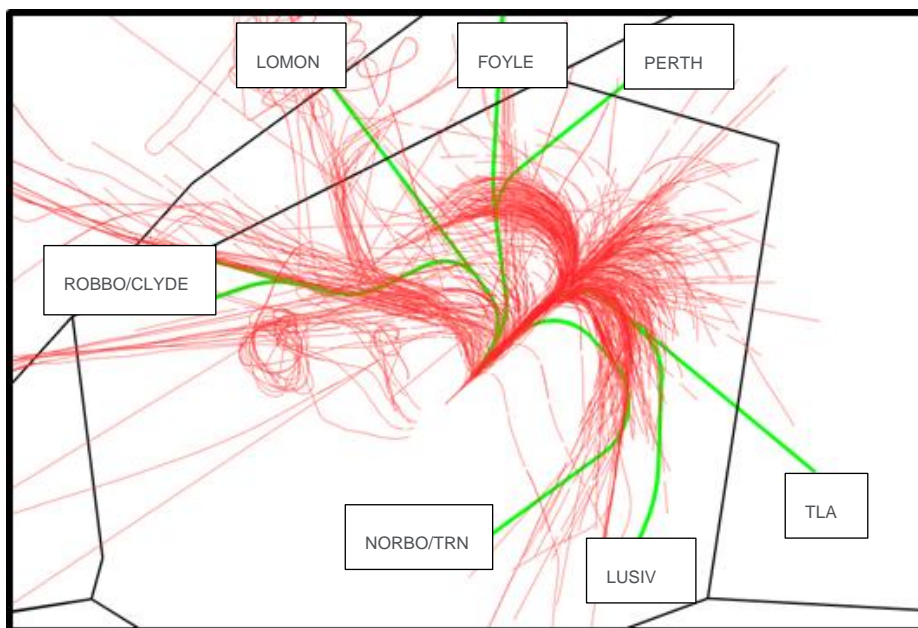 LOMON
FOYLE
PERTH
ROBBO/CLYDE
NORBO/TRN
TLA
LUSIV